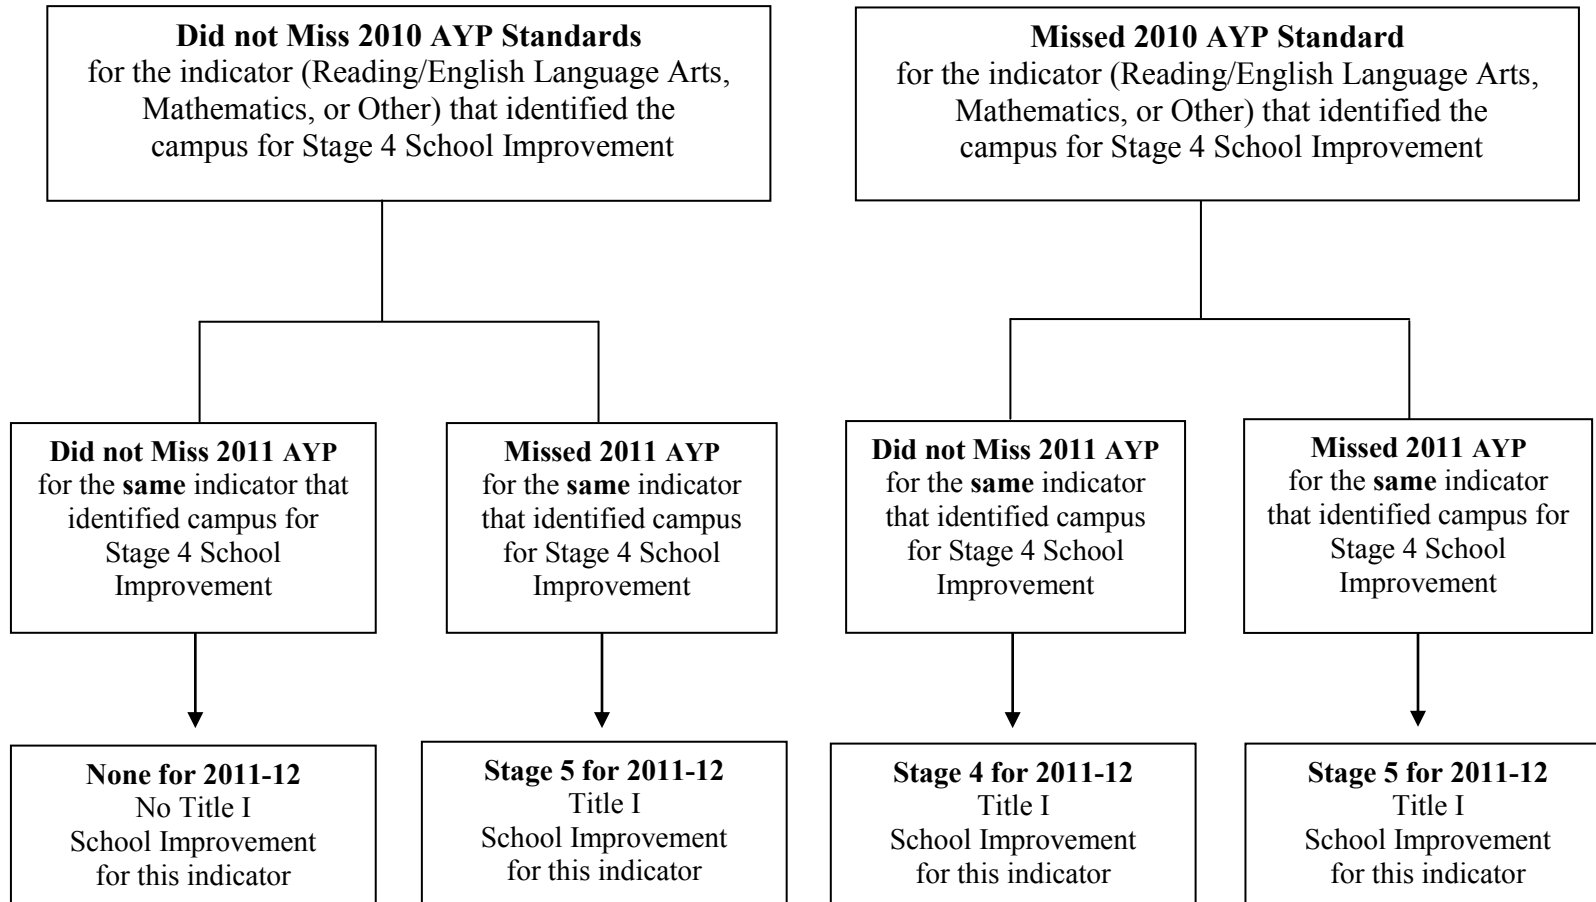 Did not Miss 2010 AYP Standards
for the indicator (Reading/English Language Arts,
Mathematics, or Other) that identified the
campus for Stage 4 School Improvement
Missed 2010 AYP Standard
for the indicator (Reading/English Language Arts,
Mathematics, or Other) that identified the
campus for Stage 4 School Improvement
Did not Miss 2011 AYP
for the same indicator that
identified campus for
Stage 4 School
Improvement
Missed 2011 AYP
for the same indicator
that identified campus
for Stage 4 School
Improvement
Did not Miss 2011 AYP
for the same indicator
that identified campus
for Stage 4 School
Improvement
Missed 2011 AYP
for the same indicator
that identified campus for
Stage 4 School
Improvement
None for 2011-12
No Title I
School Improvement
for this indicator
Stage 5 for 2011-12
Title I
School Improvement
for this indicator
Stage 4 for 2011-12
Title I
School Improvement
for this indicator
Stage 5 for 2011-12
Title I
School Improvement
for this indicator